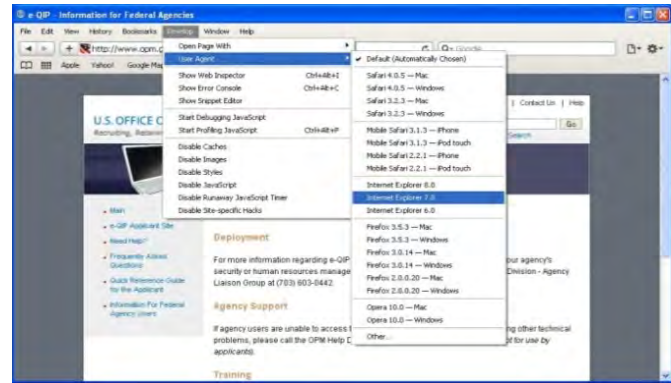 e-QIP - Information for Federal Agencies
File Edit View History Bookmarks Develop Window Help
http://www.opm.g
Google
Apple Yahoo! Google Map
Open Page With
User Agent
Show Web Inspector Ctrl+Alt+I
Show Error Console Ctrl+Alt+C
Show Snippet Editor
Start Debugging JavaScript
Start Profiling JavaScript Ctrl+Alt+P
Disable Caches
Disable Images
Disable Styles
Disable JavaScript
Disable Runaway JavaScript Timer
Disable Site-specific Hacks
Default (Automatically Chosen)
Safari 4.0.5 — Mac
Safari 4.0.5 — Windows
Safari 3.2.3 — Mac
Safari 3.2.3 — Windows
Mobile Safari 3.1.3 — iPhone
Mobile Safari 3.1.3 — iPod touch
Mobile Safari 2.2.1 — iPhone
Mobile Safari 2.2.1 — iPod touch
Internet Explorer 8.0
Internet Explorer 7.0
Internet Explorer 6.0
Firefox 3.5.3 — Mac
Firefox 3.5.3 — Windows
Firefox 3.0.14 — Mac
Firefox 3.0.14 — Windows
Firefox 2.0.0.20 — Mac
Firefox 2.0.0.20 — Windows
Opera 10.0 — Mac
Opera 10.0 — Windows
Other...
| Contact Us | Help
Go
Search
U.S. OFFICE O
Recruiting, Retainin
Main
e-QIP Applicant Site
Need Help?
Frequently Asked
Questions
Quick Reference Guide
for the Applicant
Information For Federal
Agency Users
Deployment
For more information regarding e-QIP our agency's
security or human resources manage Division - Agency
Liaison Group at (703) 603-0442.
Agency Support
If agency users are unable to access t ng other technical
problems, please call the OPM Help D ot for use by
applicants).
Training